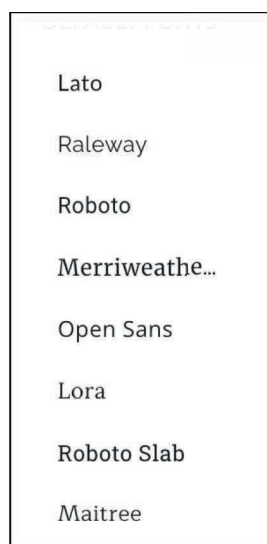 Lato
Raleway
Roboto
Merriweathe...
Open Sans
Lora
Roboto Slab
Maitree